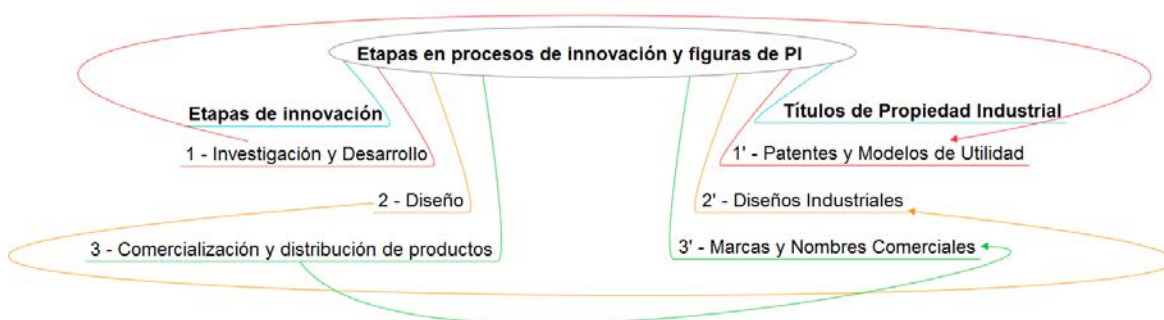 Etapas en procesos de innovación y figuras de PI
Etapas de innovación
1 - Investigación y Desarrollo
2 - Diseño
3 - Comercialización y distribución de productos
Títulos de Propiedad Industrial
1' - Patentes y Modelos de Utilidad
2' - Diseños Industriales
3' - Marcas y Nombres Comerciales